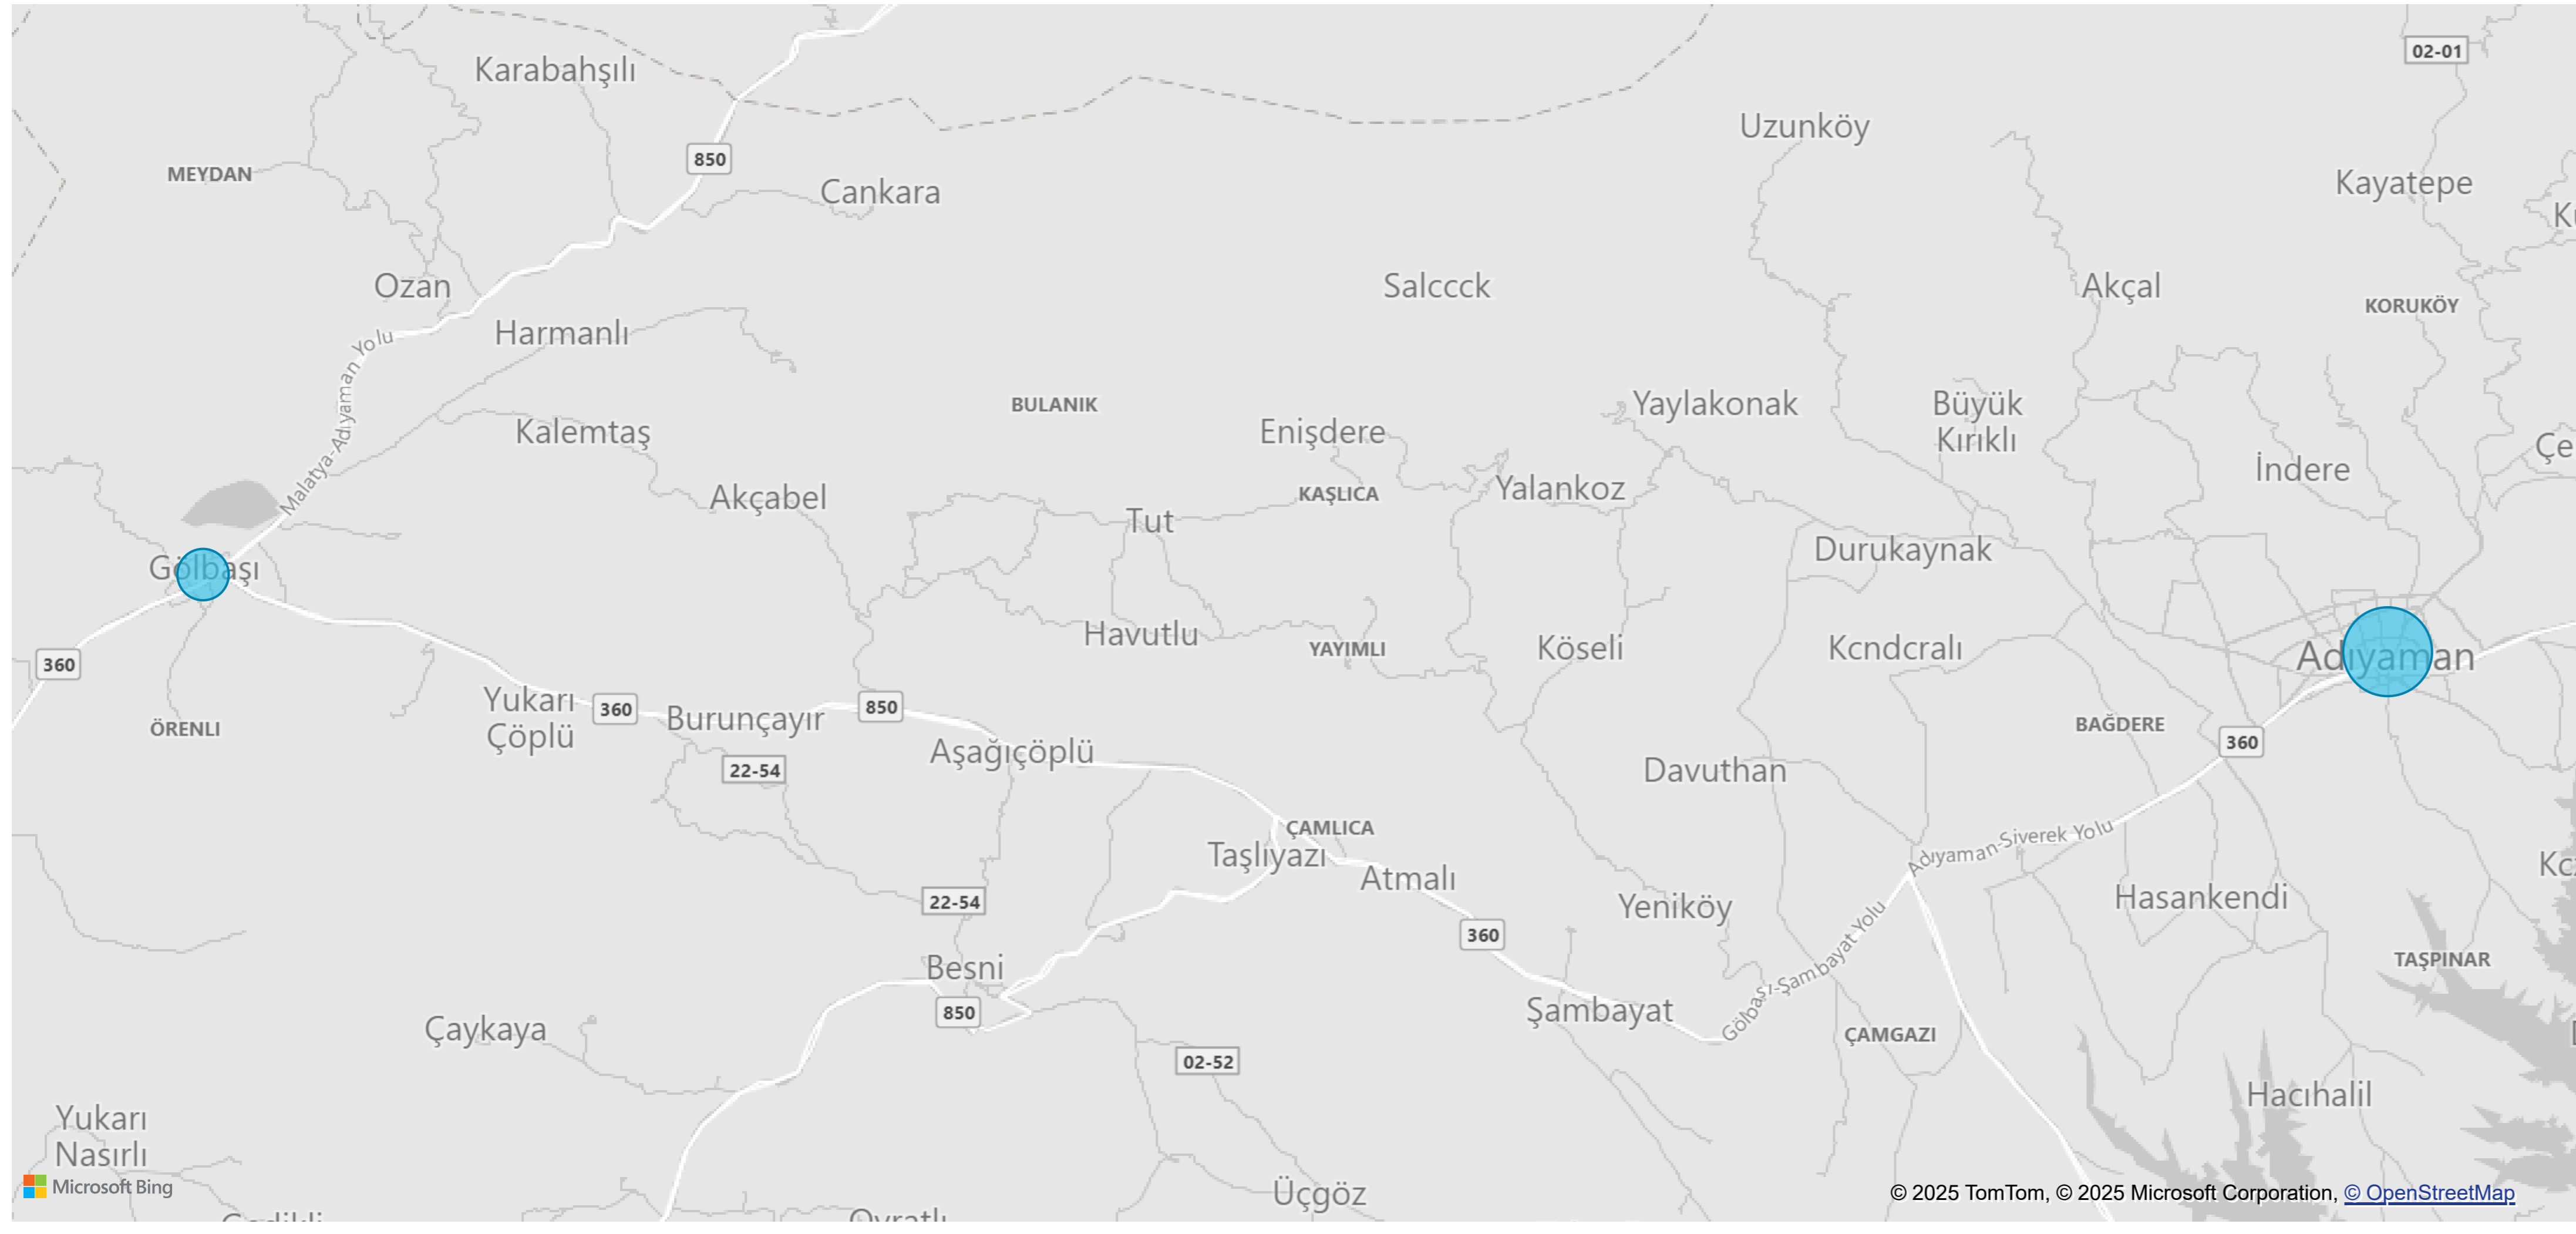 02-01
Karabahşılı
Uzunköy
850
MEYDAN
Kayatepe
Cankara
Ozan
Salccck
Akçal
KORUKÖY
Harmanlı
Malatya-Adıyaman Yolu
BULANIK
Yaylakonak
Büyük
Kırıklı
Kalemtaş
Enişdere
İndere
Akçabel
KAŞLICA
Yalankoz
Tut
Durukaynak
Gölbaşı
Havutlu
YAYIMLI
Köseli
Kcndcralı
Adıyaman
360
Yukarı
Çöplü
360
Burunçayır
850
ÖRENLI
BAĞDERE
360
Aşağıçöplü
22-54
Davuthan
ÇAMLICA
Adıyaman-Siverek Yolu
Taşlıyazı
Atmalı
22-54
Hasankendi
Yeniköy
360
TAŞPINAR
Besni
Gölbaşı-Şambayat Yolu
850
Şambayat
Çaykaya
ÇAMGAZI
02-52
Hacıhalil
Yukarı
Nasırlı
Microsoft Bing
Üçgöz
© 2025 TomTom, © 2025 Microsoft Corporation, © OpenStreetMap